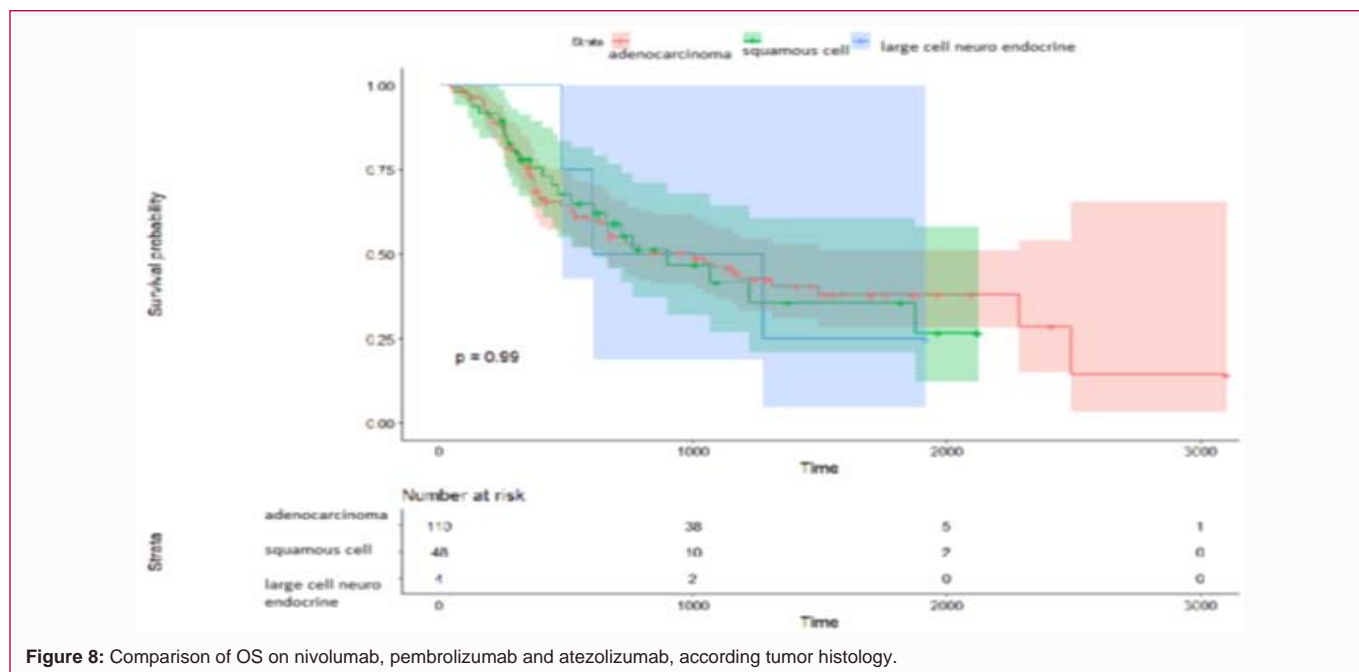 Strata adenocarcinoma squamous cell large cell neuro endocrine
1.00
0.75
0.50
0.25
0.00
Survival probability
p = 0.99
0 1000 2000 3000
Time
Number at risk
Strata
adenocarcinoma 38 5 1
squamous cell 48 10 2 0
large cell neuro endocrine 4 2 0 0
0 1000 2000 3000
Time
Figure 8: Comparison of OS on nivolumab, pembrolizumab and atezolizumab, according tumor histology.